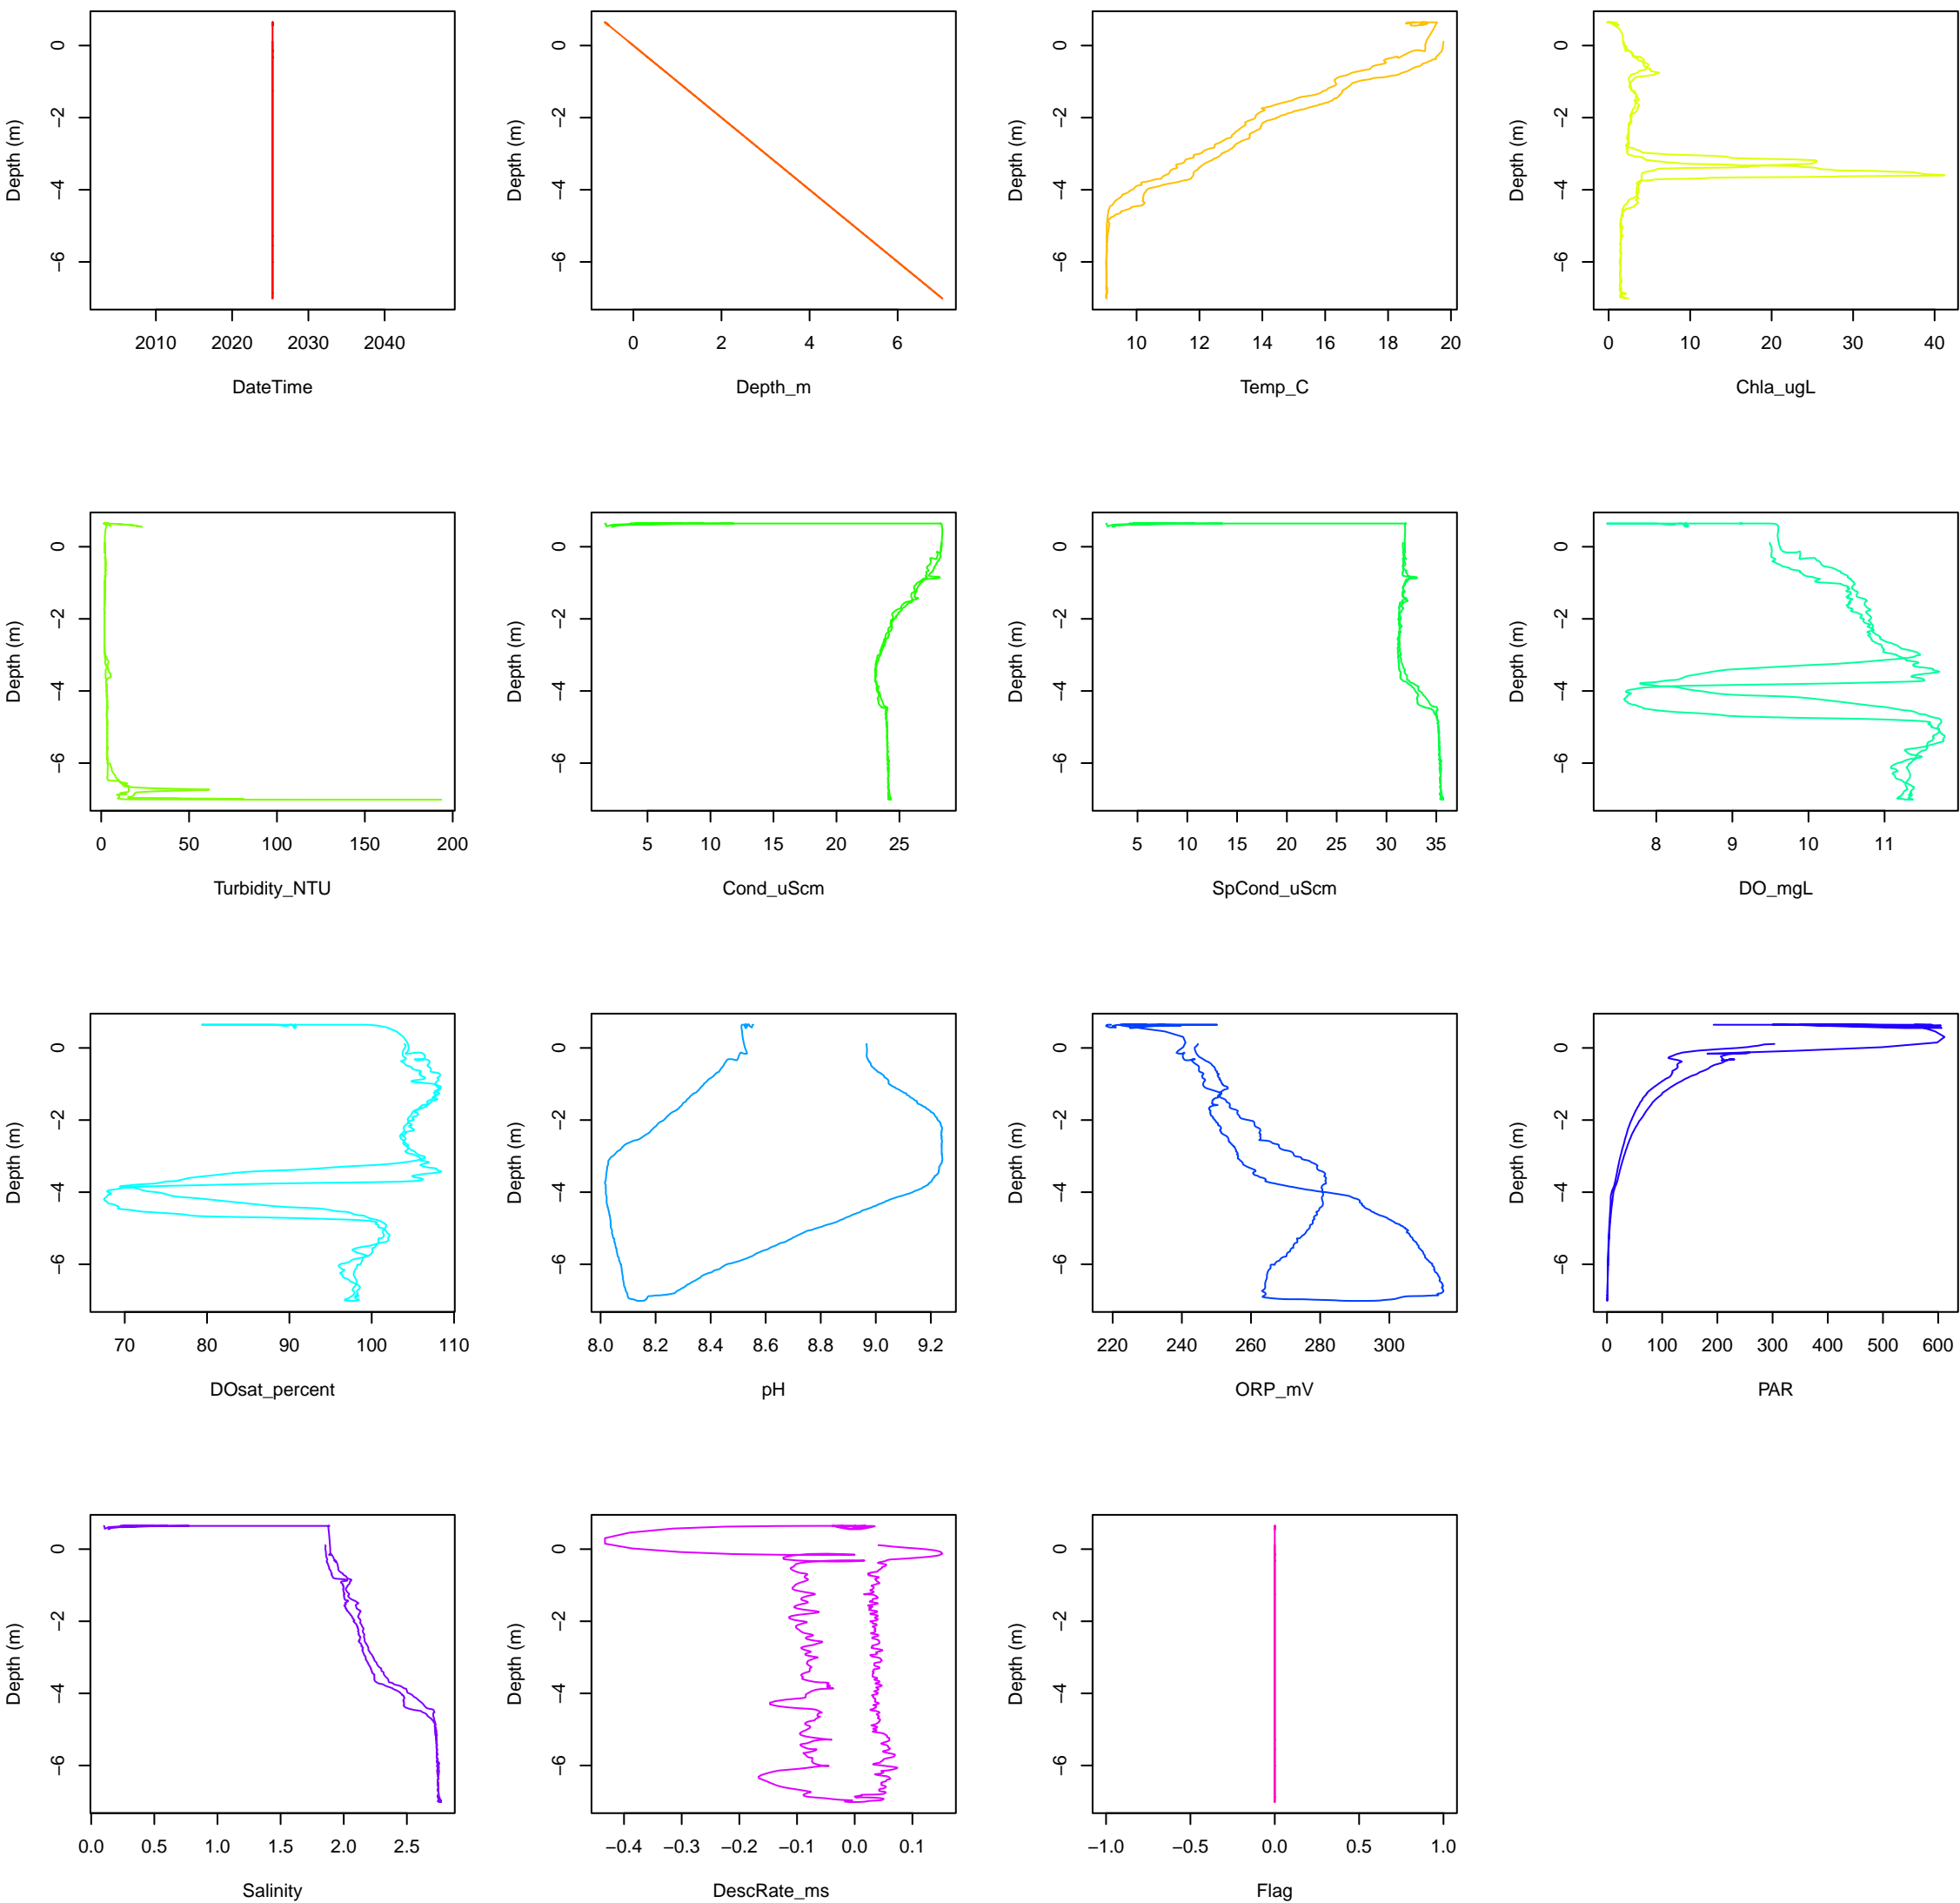 0
−2
−4
−6
Depth (m)
2010 2020 2030 2040
DateTime
0
−2
−4
−6
Depth (m)
0 2 4 6
Depth_m
0
−2
−4
−6
Depth (m)
10 12 14 16 18 20
Temp_C
0
−2
−4
−6
Depth (m)
0 10 20 30 40
Chla_ugL
0
−2
−4
−6
Depth (m)
0 50 100 150 200
Turbidity_NTU
0
−2
−4
−6
Depth (m)
5 10 15 20 25
Cond_uScm
0
−2
−4
−6
Depth (m)
5 10 15 20 25 30 35
SpCond_uScm
0
−2
−4
−6
Depth (m)
8 9 10 11
DO_mgL
0
−2
−4
−6
Depth (m)
70 80 90 100 110
DOsat_percent
0
−2
−4
−6
Depth (m)
8.0 8.2 8.4 8.6 8.8 9.0 9.2
pH
0
−2
−4
−6
Depth (m)
220 240 260 280 300
ORP_mV
0
−2
−4
−6
Depth (m)
0 100 200 300 400 500 600
PAR
0
−2
−4
−6
Depth (m)
0.0 0.5 1.0 1.5 2.0 2.5
Salinity
0
−2
−4
−6
Depth (m)
−0.4 −0.3 −0.2 −0.1 0.0 0.1
DescRate_ms
0
−2
−4
−6
Depth (m)
−1.0 −0.5 0.0 0.5 1.0
Flag